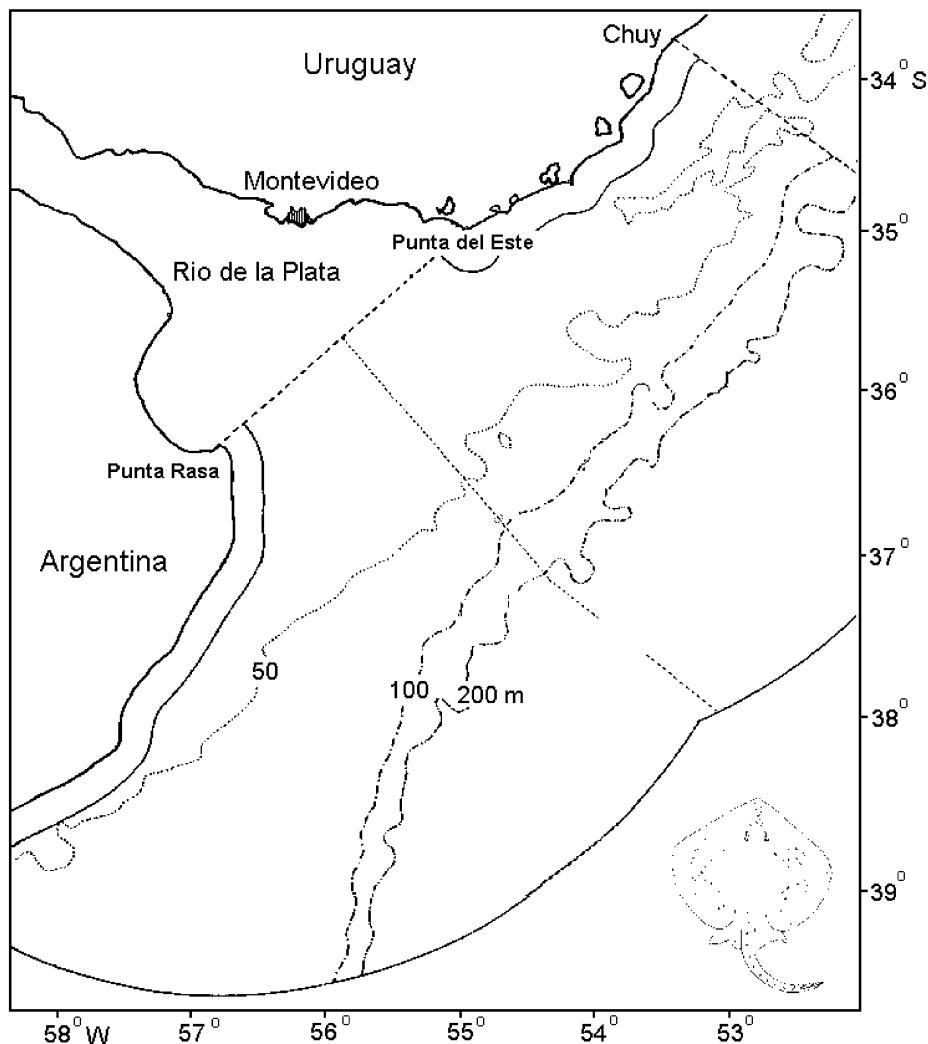 Chuy
Uruguay
34° S
Montevideo
35°
Punta del Este
Rio de la Plata
36°
Punta Rasa
37°
Argentina
50
100
200 m
38°
39°
58° W
57°
56°
55°
54°
53°